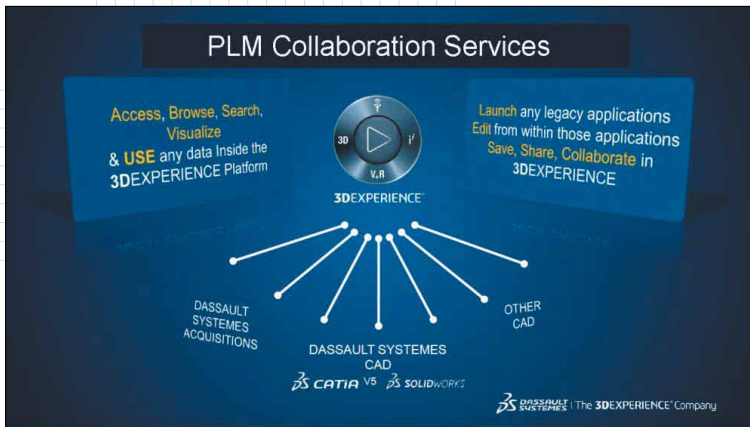 PLM Collaboration Services
Access, Browse, Search,
Visualize
& USE any data Inside the
3DEXPERIENCE Platform
Launch any legacy applications
Edit from within those applications
Save, Share, Collaborate in
3DEXPERIENCE
3D
i²
V.R
3DEXPERIENCE™
DASSAULT
SYSTEMES
ACQUISITIONS
DASSAULT SYSTEMES
CAD
CATIA V5 SOLIDWORKS
OTHER
CAD
DASSAULT
SYSTEMES | The 3DEXPERIENCE® Company